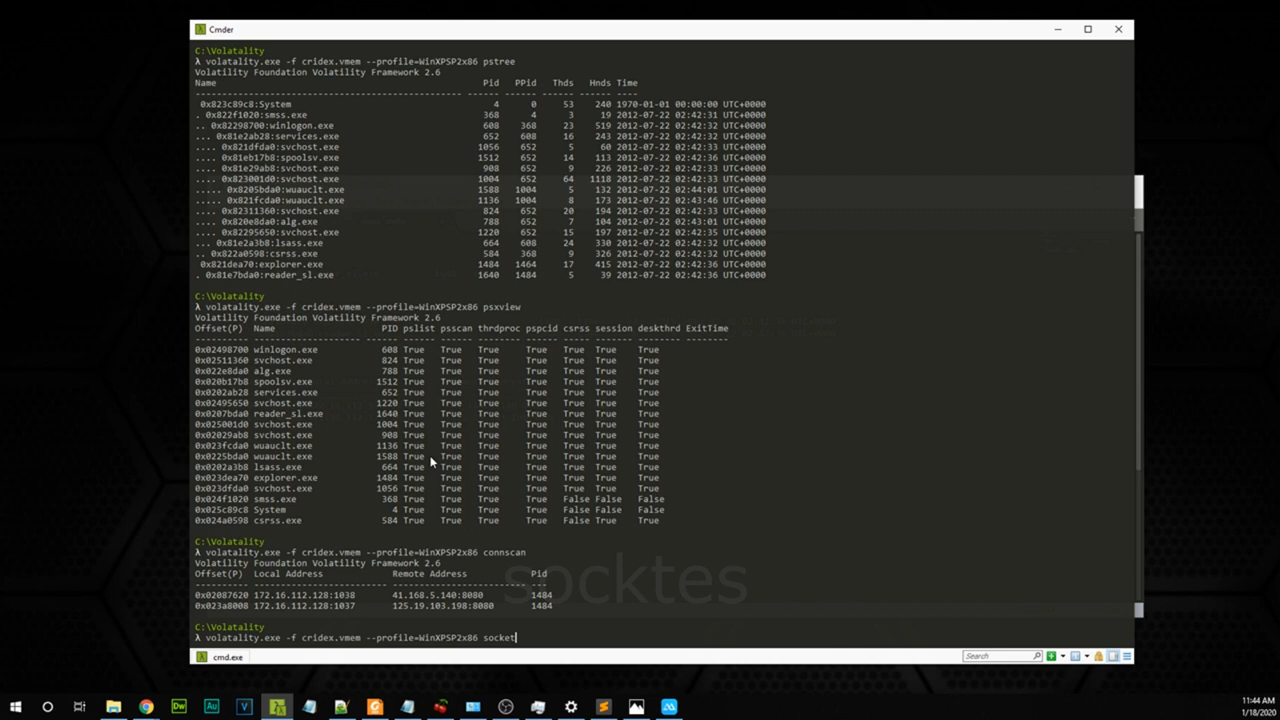 Cmder
C:\Volatality
λ volatality.exe -f cridex.vmem --profile=WinXPSP2x86 pstree
Volatility Foundation Volatility Framework 2.6
Name Pid PPid Thds Hnds Time
-------------------------------------------------- ------ ------ ------ ------ ----
0x823c89c8:System 4 0 53 240 1970-01-01 00:00:00 UTC+0000
. 0x822f1020:smss.exe 368 4 3 19 2012-07-22 02:42:31 UTC+0000
.. 0x82298700:winlogon.exe 608 368 23 519 2012-07-22 02:42:32 UTC+0000
... 0x81e2ab28:services.exe 652 608 16 243 2012-07-22 02:42:32 UTC+0000
.... 0x821dfda0:svchost.exe 1056 652 5 60 2012-07-22 02:42:33 UTC+0000
.... 0x81eb17b8:spoolsv.exe 1512 652 14 113 2012-07-22 02:42:36 UTC+0000
.... 0x81e29ab8:svchost.exe 908 652 9 226 2012-07-22 02:42:33 UTC+0000
.... 0x823001d0:svchost.exe 1004 652 64 1118 2012-07-22 02:42:33 UTC+0000
..... 0x8205bda0:wuauclt.exe 1588 1004 5 132 2012-07-22 02:44:01 UTC+0000
..... 0x821fcda0:wuauclt.exe 1136 1004 8 173 2012-07-22 02:43:46 UTC+0000
.... 0x82311360:svchost.exe 824 652 20 194 2012-07-22 02:42:33 UTC+0000
.... 0x820e8da0:alg.exe 788 652 7 104 2012-07-22 02:43:01 UTC+0000
.... 0x82295650:svchost.exe 1220 652 15 197 2012-07-22 02:42:35 UTC+0000
... 0x81e2a3b8:lsass.exe 664 608 24 330 2012-07-22 02:42:32 UTC+0000
.. 0x822a0598:csrss.exe 584 368 9 326 2012-07-22 02:42:32 UTC+0000
0x821dea70:explorer.exe 1484 1464 17 415 2012-07-22 02:42:36 UTC+0000
. 0x81e7bda0:reader_sl.exe 1640 1484 5 39 2012-07-22 02:42:36 UTC+0000
C:\Volatality
λ volatality.exe -f cridex.vmem --profile=WinXPSP2x86 psxview
Volatility Foundation Volatility Framework 2.6
Offset(P) Name PID pslist psscan thrdproc pspcid csrss session deskthrd ExitTime
---------- -------------------- ------ ------ ------ -------- ------ ----- ------- -------- --------
0x02498700 winlogon.exe 608 True True True True True True True
0x02511360 svchost.exe 824 True True True True True True True
0x022e8da0 alg.exe 788 True True True True True True True
0x020b17b8 spoolsv.exe 1512 True True True True True True True
0x0202ab28 services.exe 652 True True True True True True True
0x02495650 svchost.exe 1220 True True True True True True True
0x0207bda0 reader_sl.exe 1640 True True True True True True True
0x025001d0 svchost.exe 1004 True True True True True True True
0x02029ab8 svchost.exe 908 True True True True True True True
0x023fcda0 wuauclt.exe 1136 True True True True True True True
0x0225bda0 wuauclt.exe 1588 True True True True True True True
0x0202a3b8 lsass.exe 664 True True True True True True True
0x023dea70 explorer.exe 1484 True True True True True True True
0x023dfda0 svchost.exe 1056 True True True True True True True
0x024f1020 smss.exe 368 True True True True False False False
0x025c89c8 System 4 True True True True False False False
0x024a0598 csrss.exe 584 True True True True False True True
C:\Volatality
λ volatality.exe -f cridex.vmem --profile=WinXPSP2x86 connscan
Volatility Foundation Volatility Framework 2.6
Offset(P) Local Address Remote Address Pid
---------- ------------------------- ------------------------- ---
0x02087620 172.16.112.128:1038 41.168.5.140:8080 1484
0x023a8008 172.16.112.128:1037 125.19.103.198:8080 1484
socktes
C:\Volatality
λ volatality.exe -f cridex.vmem --profile=WinXPSP2x86 socket
cmd.exe
Search
Dw
Au
V
11:44 AM
1/18/2020